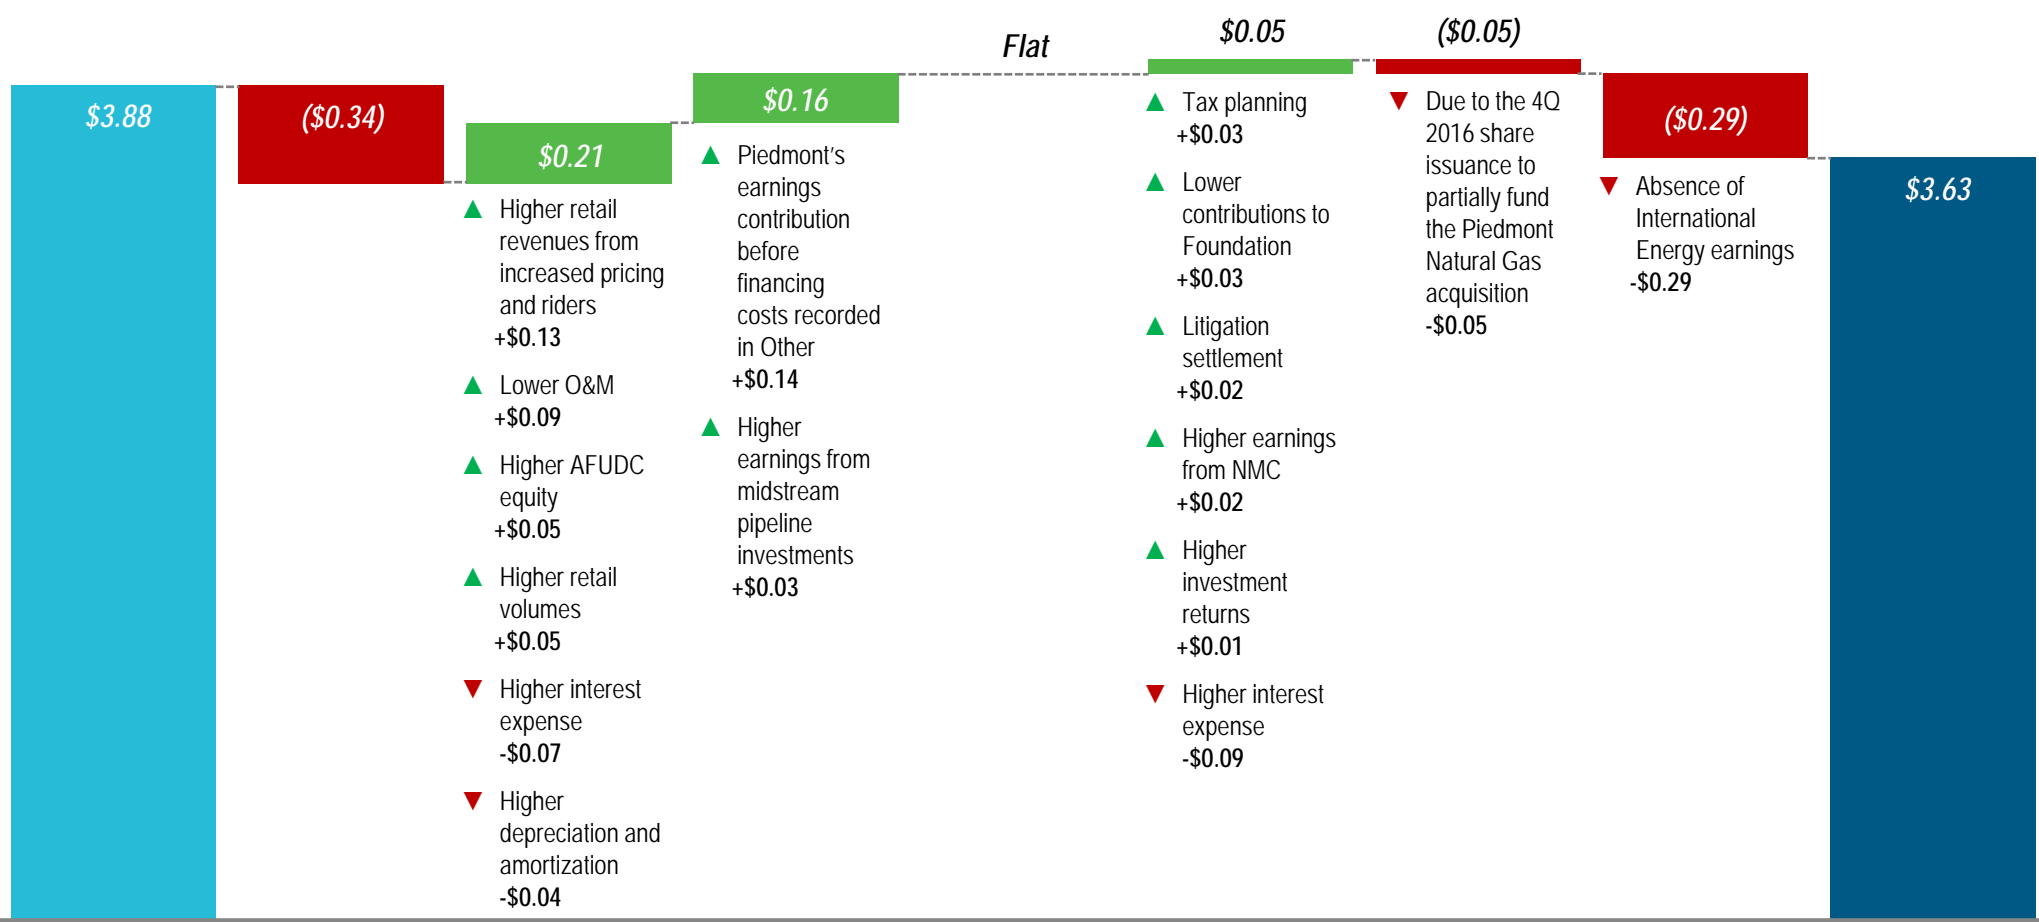 $3.88
($0.34)
$0.21
▲ Higher retail
revenues from
increased pricing
and riders
+$0.13
▲ Lower O&M
+$0.09
▲ Higher AFUDC
equity
+$0.05
▲ Higher retail
volumes
+$0.05
▼ Higher interest
expense
-$0.07
▼ Higher
depreciation and
amortization
-$0.04
$0.16
▲ Piedmont’s
earnings
contribution
before
financing
costs recorded
in Other
+$0.14
▲ Higher
earnings from
midstream
pipeline
investments
+$0.03
Flat
$0.05
▲ Tax planning
+$0.03
▲ Lower
contributions to
Foundation
+$0.03
▲ Litigation
settlement
+$0.02
▲ Higher earnings
from NMC
+$0.02
▲ Higher
investment
returns
+$0.01
▼ Higher interest
expense
-$0.09
($0.05)
▼ Due to the 4Q
2016 share
issuance to
partially fund
the Piedmont
Natural Gas
acquisition
-$0.05
($0.29)
▼ Absence of
International
Energy earnings
-$0.29
$3.63